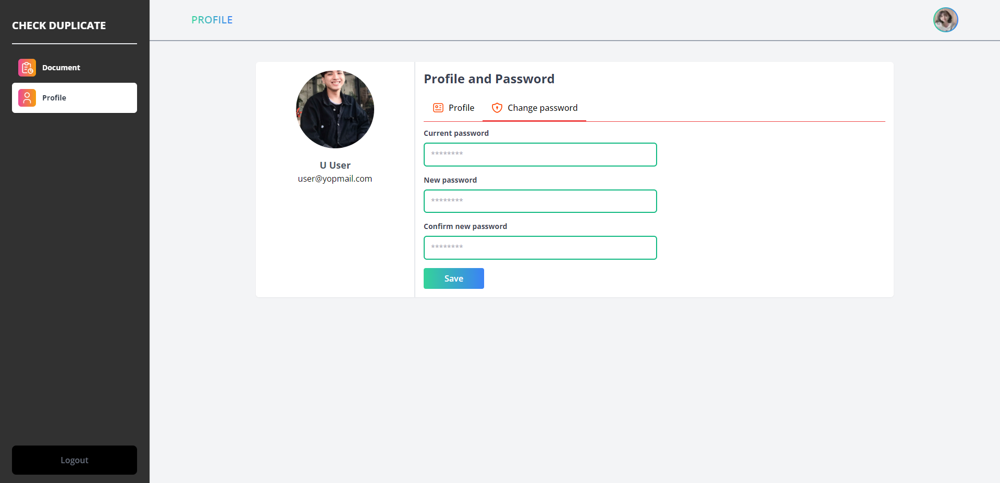 CHECK DUPLICATE
Document
Profile
Logout
PROFILE
U User
user@yopmail.com
Profile and Password
Profile
Change password
Current password
********
New password
********
Confirm new password
********
Save